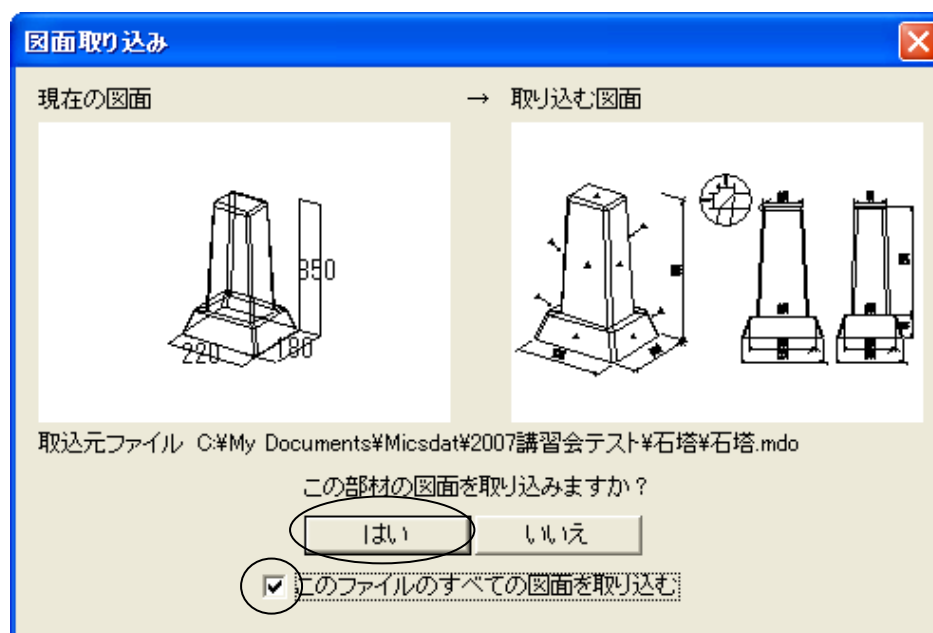 図面取り込み
現在の図面 → 取り込む図面
850
220 180
取込元ファイル C:¥My Documents¥Micsdat¥2007講習会テスト¥石塔¥石塔.mdo
この部材の図面を取り込みますか？
はい いいえ
このファイルのすべての図面を取り込む